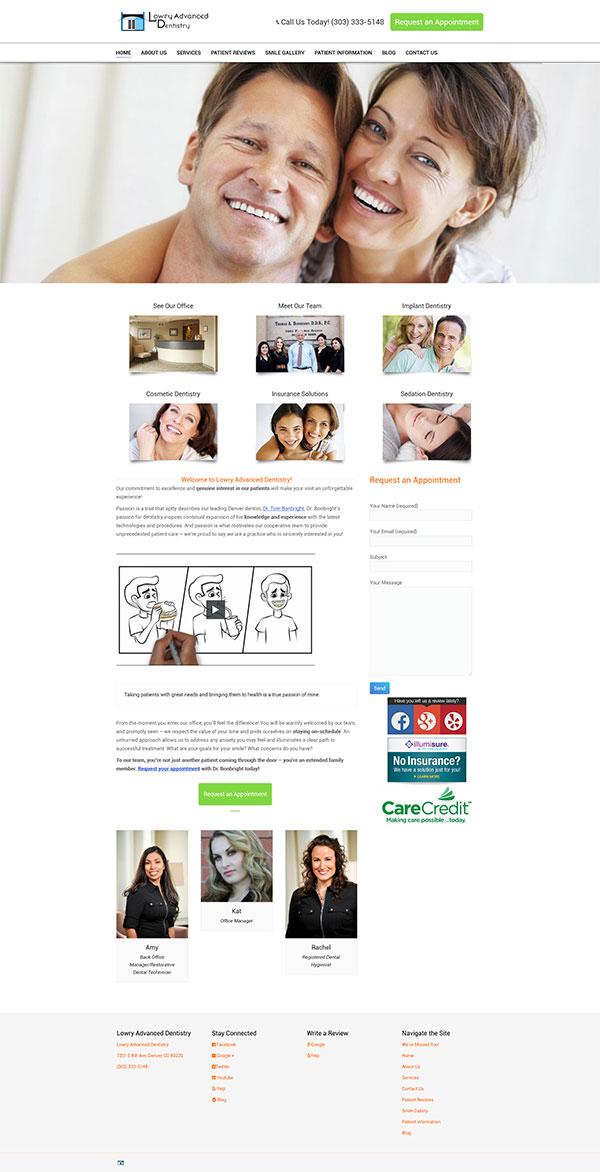 Lowry Advanced
Dentistry
Call Us Today! (303) 333-5148
Request an Appointment
HOME ABOUT US SERVICES PATIENT REVIEWS SMILE GALLERY PATIENT INFORMATION BLOG CONTACT US
See Our Office
Meet Our Team
Implant Dentistry
Cosmetic Dentistry
Insurance Solutions
Sedation Dentistry
Welcome to Lowry Advanced Dentistry!
Our commitment to excellence and genuine interest in our patients will make your visit an unforgettable
experience!
Passion is a trait that aptly describes our leading Denver dentist, Dr. Tom Bonbright. Dr. Bonbright's
passion for dentistry inspires continual expansion of his knowledge and experience with the latest
technologies and procedures. And passion is what motivates our cooperative team to provide
unprecedented patient care – we're proud to say we are a practice who is sincerely interested in you!
Taking patients with great needs and bringing them to health is a true passion of mine.
From the moment you enter our office, you'll feel the difference! You will be warmly welcomed by our team,
and promptly seen – we respect the value of your time and pride ourselves on staying on-schedule. An
unhurried approach allows us to address any anxiety you may feel and illuminates a clear path to
successful treatment. What are your goals for your smile? What concerns do you have?
To our team, you're not just another patient coming through the door – you're an extended family
member. Request your appointment with Dr. Bonbright today!
Request an Appointment
Amy
Back Office
Manager/Restorative
Dental Technician
Kat
Office Manager
Rachel
Registered Dental
Hygienist
Request an Appointment
Your Name (required)
Your Email (required)
Subject
Your Message
Send
Have you left us a review lately?
illumisure.
No Insurance?
We have a solution just for you!
LEARN MORE
CareCredit
Making care possible...today.
Lowry Advanced Dentistry
Lowry Advanced Dentistry
7201 E 8th Ave, Denver, CO 80220
(303) 333-5148
Stay Connected
Facebook
Google +
Twitter
Youtube
Yelp
Blog
Write a Review
Google
Yelp
Navigate the Site
We've Missed You!
Home
About Us
Services
Contact Us
Patient Reviews
Smile Gallery
Patient information
Blog